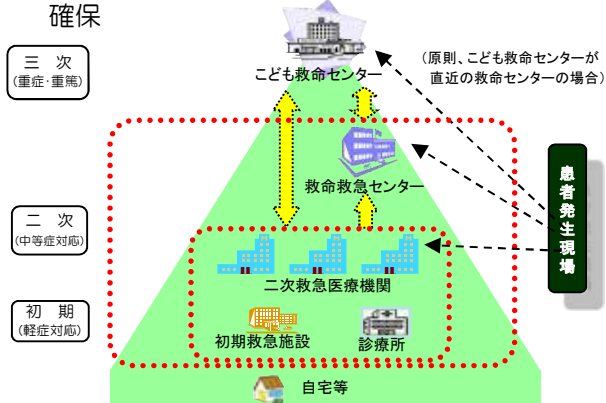 確保
三 次
(重症・重篤)
こども救命センター
(原則、こども救命センターが
直近の救命センターの場合)
救命救急センター
患者発生現場
二 次
(中等症対応)
二次救急医療機関
初 期
(軽症対応)
初期救急施設
診療所
自宅等